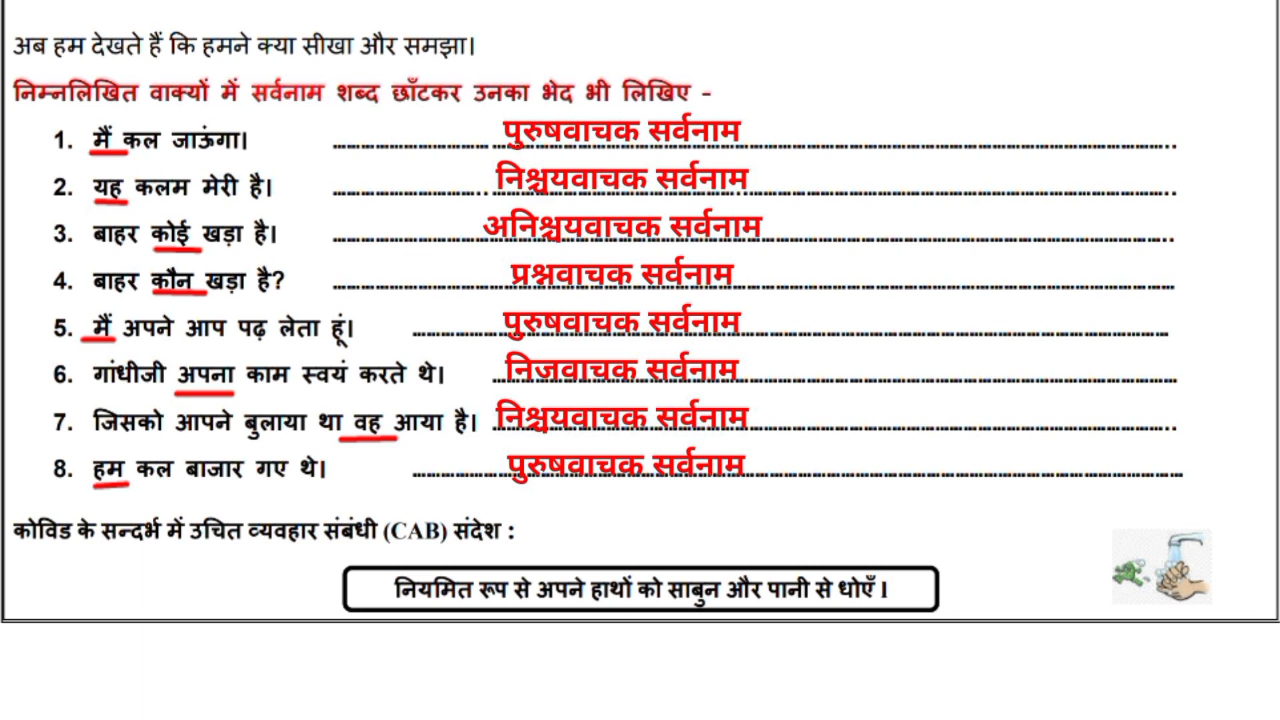 अब हम देखते हैं कि हमने क्या सीखा और समझा।
निम्नलिखित वाक्यों में सर्वनाम शब्द छाँटकर उनका भेद भी लिखिए -
1. मैं कल जाऊंगा। पुरुषवाचक सर्वनाम
2. यह कलम मेरी है। निश्चयवाचक सर्वनाम
3. बाहर कोई खड़ा है। अनिश्चयवाचक सर्वनाम
4. बाहर कौन खड़ा है? प्रश्नवाचक सर्वनाम
5. मैं अपने आप पढ़ लेता हूं। पुरुषवाचक सर्वनाम
6. गांधीजी अपना काम स्वयं करते थे। निजवाचक सर्वनाम
7. जिसको आपने बुलाया था वह आया है। निश्चयवाचक सर्वनाम
8. हम कल बाजार गए थे। पुरुषवाचक सर्वनाम
कोविड के सन्दर्भ में उचित व्यवहार संबंधी (CAB) संदेश :
नियमित रूप से अपने हाथों को साबुन और पानी से धोएँ l